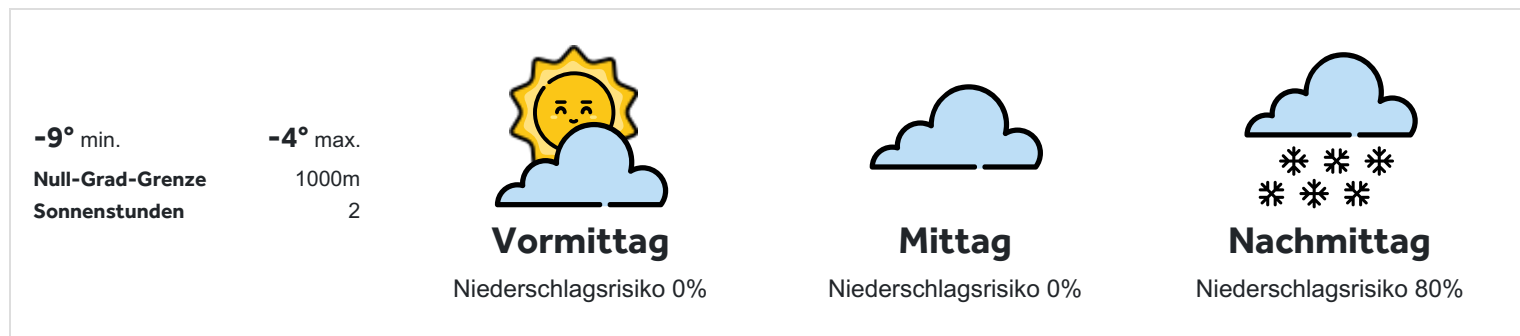 -9° min. -4° max.
Null-Grad-Grenze 1000m
Sonnenstunden 2
Vormittag Mittag Nachmittag
Niederschlagsrisiko 0% Niederschlagsrisiko 0% Niederschlagsrisiko 80%